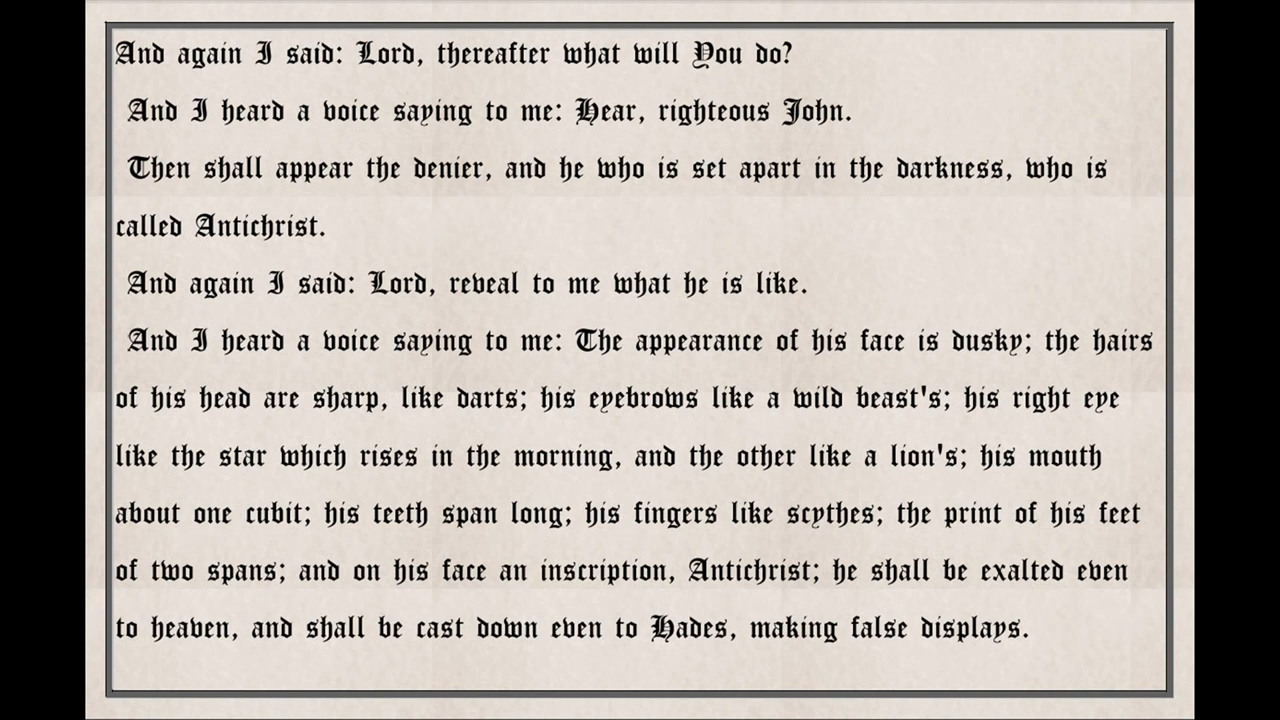 And again I said: Lord, thereafter what will You do?
And I heard a voice saying to me: Hear, righteous John.
Then shall appear the denier, and he who is set apart in the darkness, who is
called Antichrist.
And again I said: Lord, reveal to me what he is like.
And I heard a voice saying to me: The appearance of his face is dusky; the hairs
of his head are sharp, like darts; his eyebrows like a wild beast's; his right eye
like the star which rises in the morning, and the other like a lion's; his mouth
about one cubit; his teeth span long; his fingers like scythes; the print of his feet
of two spans; and on his face an inscription, Antichrist; he shall be exalted even
to heaven, and shall be cast down even to Hades, making false displays.